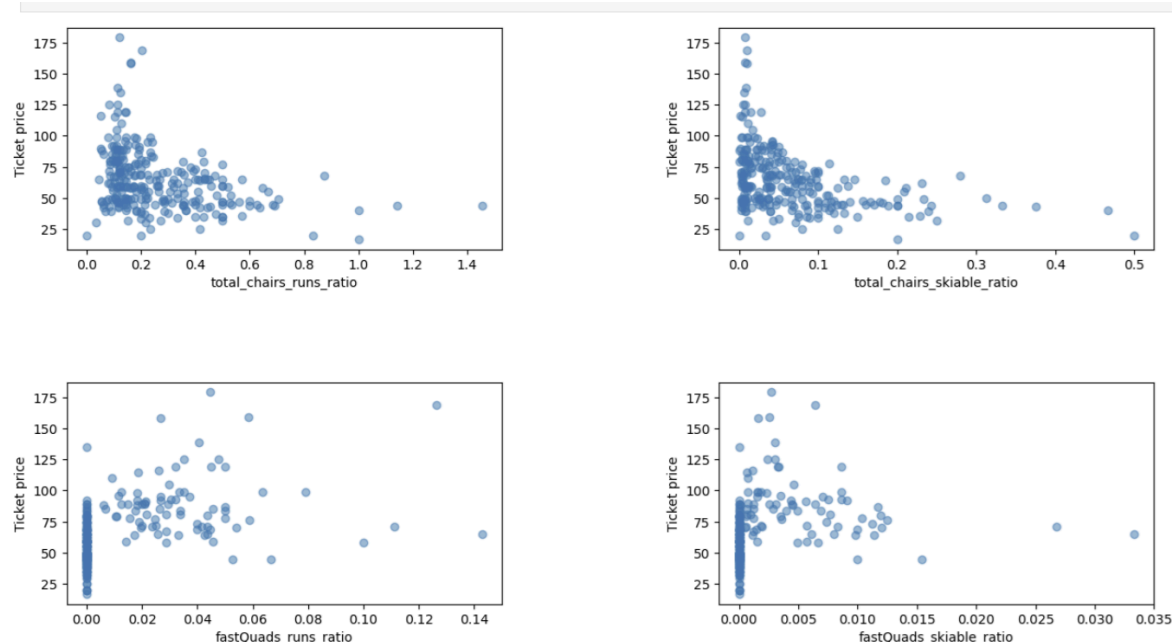 175
150
125
100
75
50
25
Ticket price
0.0 0.2 0.4 0.6 0.8 1.0 1.2 1.4
total_chairs_runs_ratio
175
150
125
100
75
50
25
Ticket price
0.0 0.1 0.2 0.3 0.4 0.5
total_chairs_skiable_ratio
175
150
125
100
75
50
25
Ticket price
0.00 0.02 0.04 0.06 0.08 0.10 0.12 0.14
fastQuads_runs_ratio
175
150
125
100
75
50
25
Ticket price
0.000 0.005 0.010 0.015 0.020 0.025 0.030 0.035
fastQuads_skiable_ratio